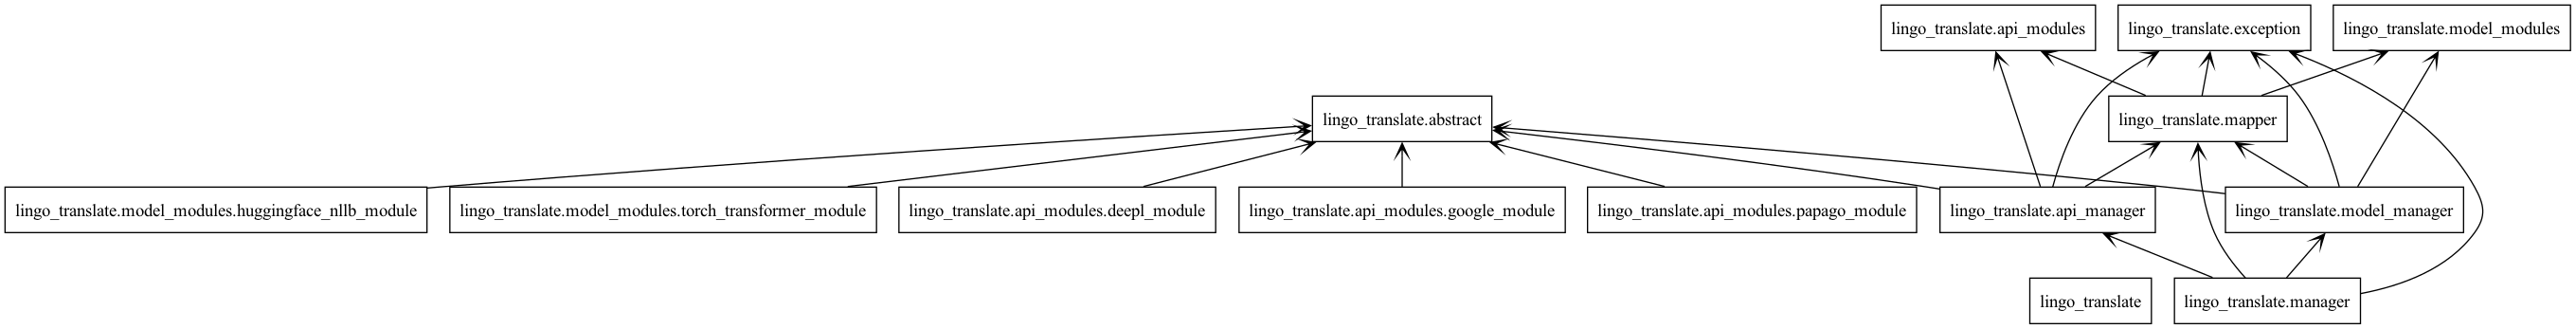 lingo_translate.api_modules
lingo_translate.exception
lingo_translate.model_modules
lingo_translate.abstract
lingo_translate.mapper
lingo_translate.model_modules.huggingface_nllb_module
lingo_translate.model_modules.torch_transformer_module
lingo_translate.api_modules.deepl_module
lingo_translate.api_modules.google_module
lingo_translate.api_modules.papago_module
lingo_translate.api_manager
lingo_translate.model_manager
lingo_translate
lingo_translate.manager